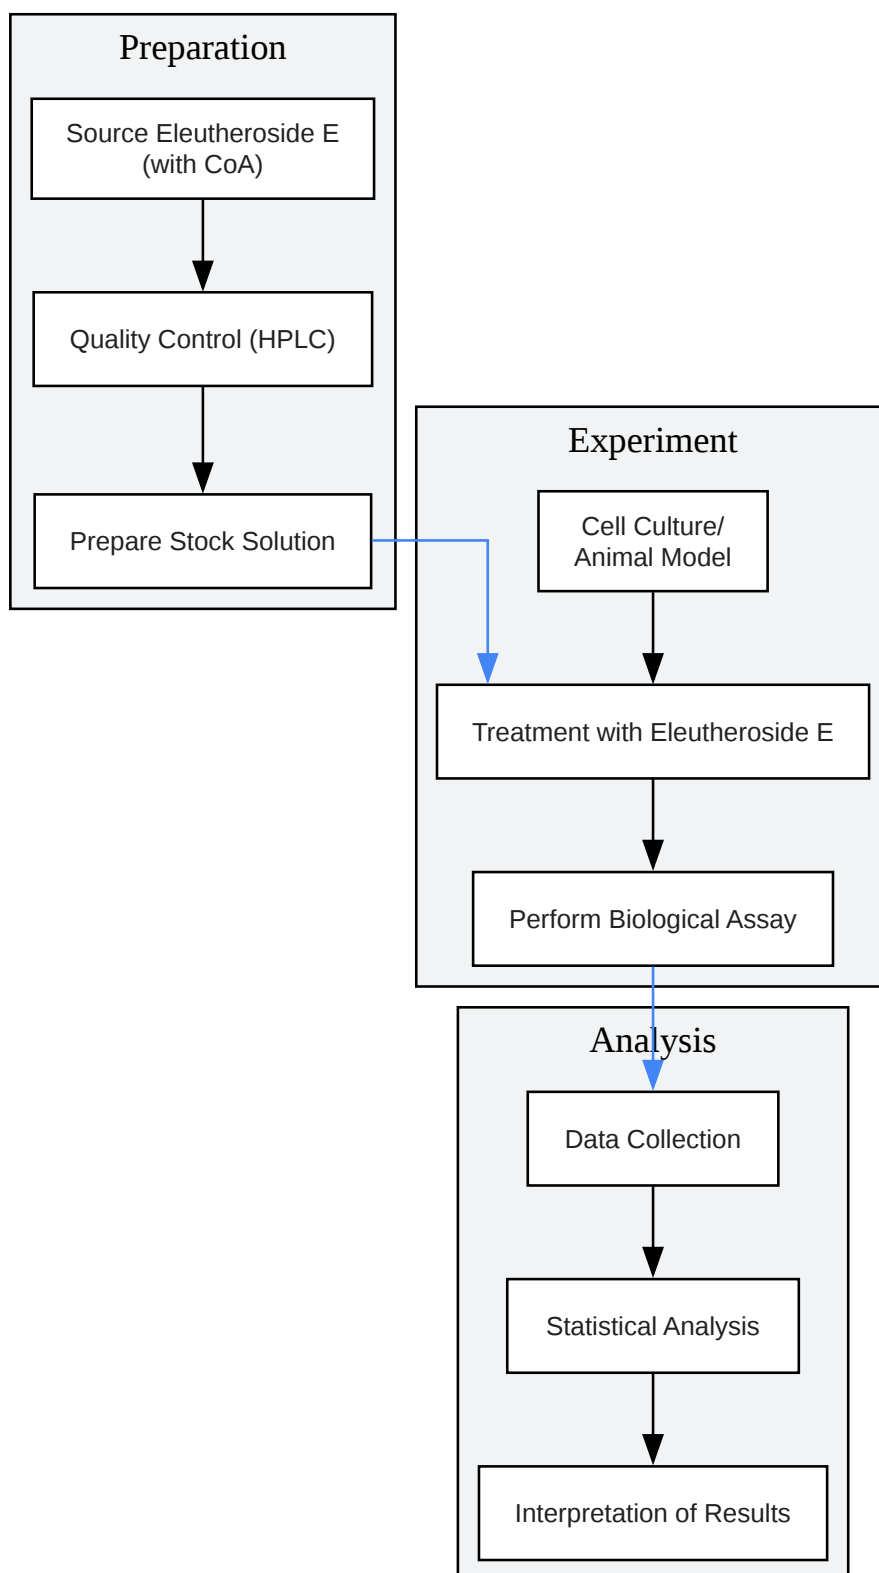 Preparation
Source Eleutheroside E
(with CoA)
Quality Control (HPLC)
Prepare Stock Solution
Experiment
Cell Culture/
Animal Model
Treatment with Eleutheroside E
Perform Biological Assay
Analysis
Data Collection
Statistical Analysis
Interpretation of Results